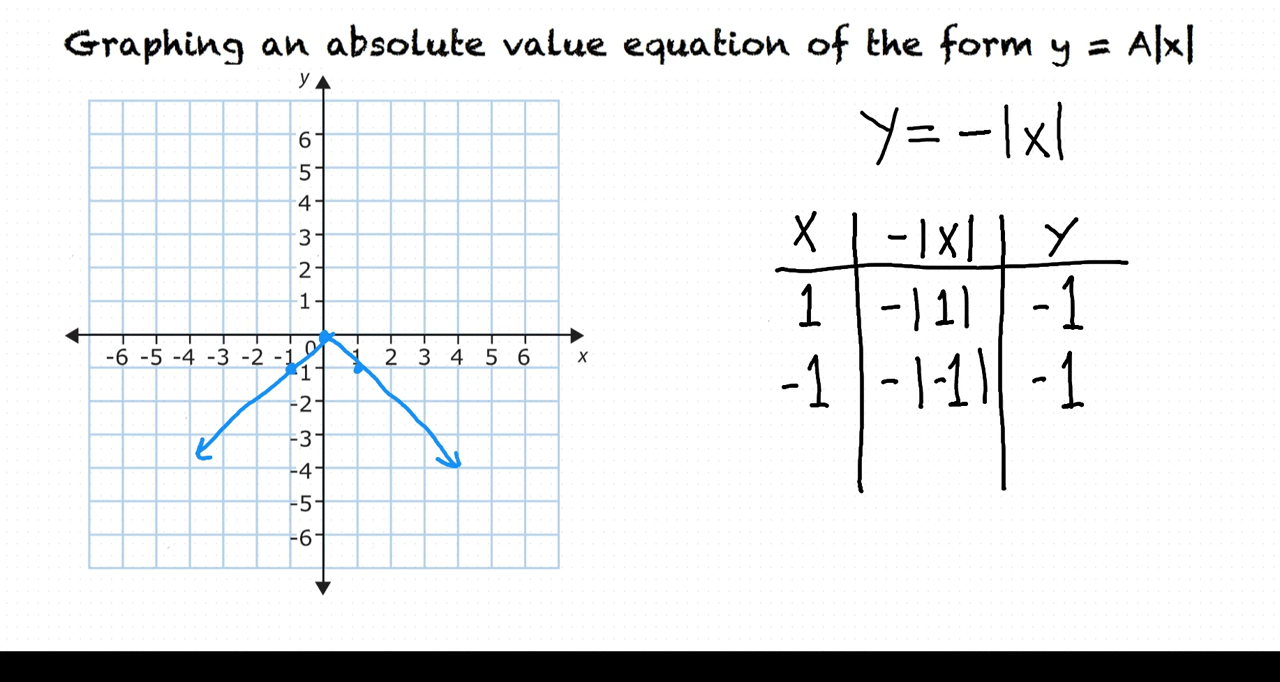 Graphing an absolute value equation of the form y = A|x|
y
y = -|x|
6
5
4
3
2
1
x | -|x| | y
1 | -|1| | -1
-1 | -|-1| | -1
-6 -5 -4 -3 -2 -1 0 1 2 3 4 5 6 x
-1
-2
-3
-4
-5
-6